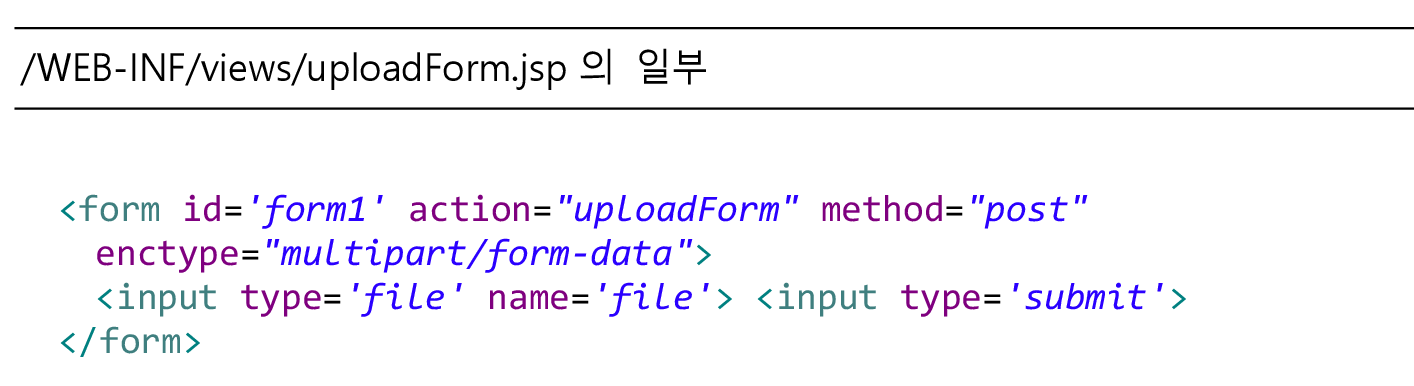 /WEB-INF/views/uploadForm.jsp 의 일부
<form id='form1' action="uploadForm" method="post"
enctype="multipart/form-data">
<input type='file' name='file'> <input type='submit'>
</form>